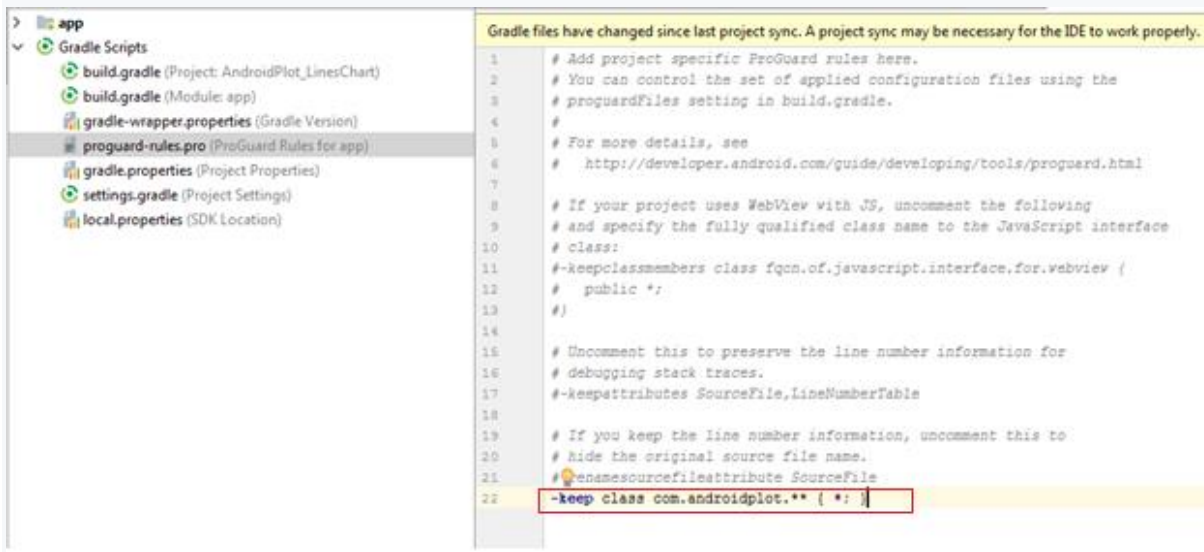 app
Gradle Scripts
build.gradle (Project: AndroidPlot_LinesChart)
build.gradle (Module: app)
gradle-wrapper.properties (Gradle Version)
proguard-rules.pro (ProGuard Rules for app)
gradle.properties (Project Properties)
settings.gradle (Project Settings)
local.properties (SDK Location)
Gradle files have changed since last project sync. A project sync may be necessary for the IDE to work properly.
1 # Add project specific ProGuard rules here.
2 # You can control the set of applied configuration files using the
3 # proguardFiles setting in build.gradle.
4 #
5 # For more details, see
6 #   http://developer.android.com/guide/developing/tools/proguard.html
7
8 # If your project uses WebView with JS, uncomment the following
9 # and specify the fully qualified class name to the JavaScript interface
10 # class:
11 #-keepclassmembers class fqcn.of.javascript.interface.for.webview {
12 #   public *;
13 #}
14
15 # Uncomment this to preserve the line number information for
16 # debugging stack traces.
17 #-keepattributes SourceFile,LineNumberTable
18
19 # If you keep the line number information, uncomment this to
20 # hide the original source file name.
21 #renamesourcefileattribute SourceFile
22 -keep class com.androidplot.** { *; }